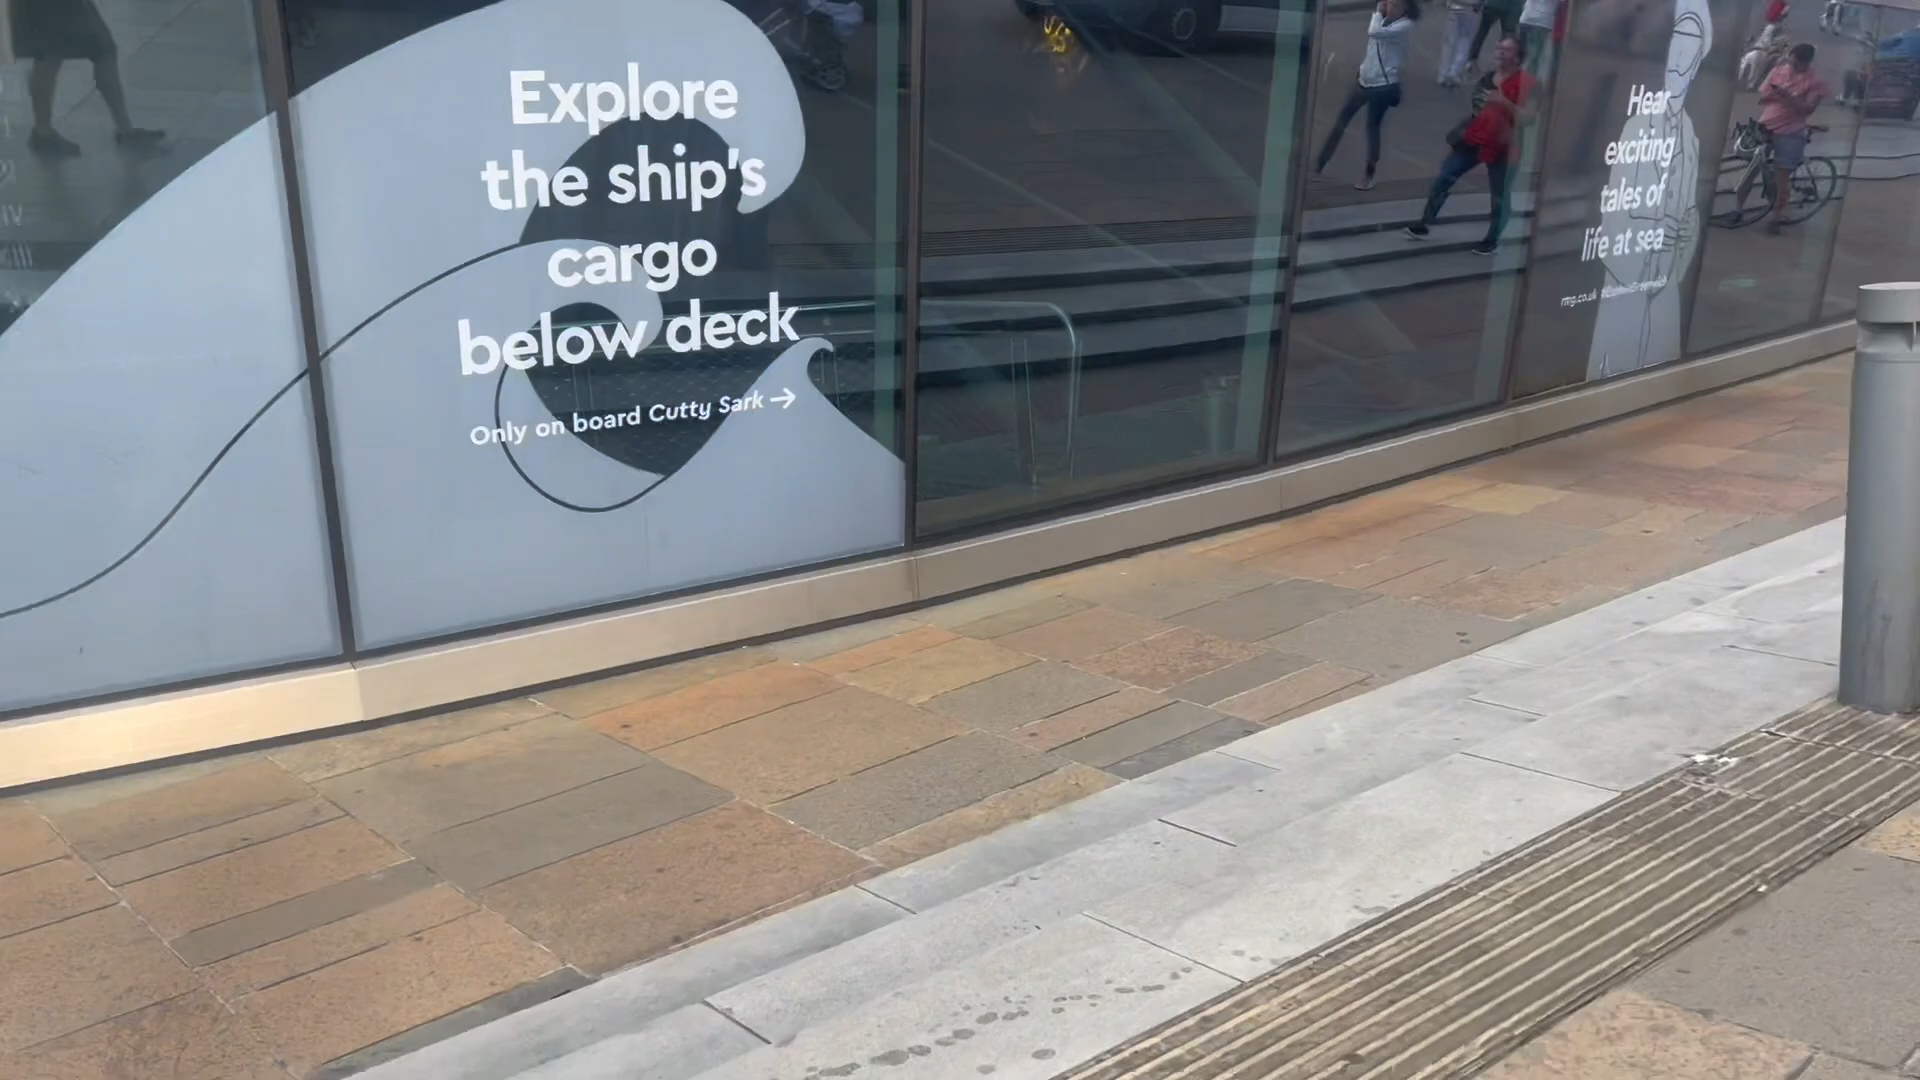 Explore
the ship's
cargo
below deck
Only on board Cutty Sark →
Hear
exciting
tales of
life at sea
rmg.co.uk